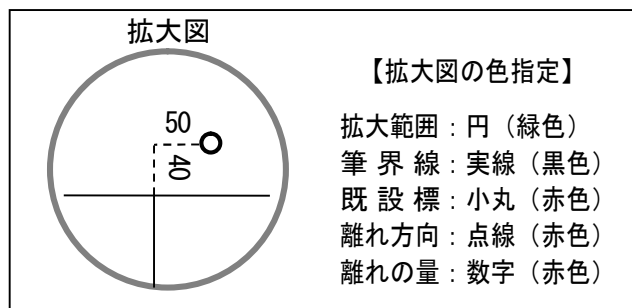 拡大図
50
40
【拡大図の色指定】
拡大範囲：円（緑色）
筆 界 線：実線（黒色）
既 設 標：小丸（赤色）
離れ方向：点線（赤色）
離れの量：数字（赤色）